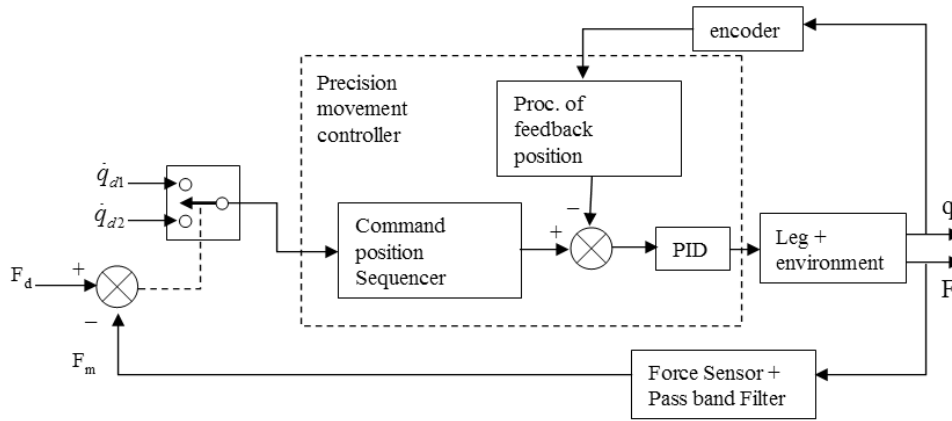 encoder
Precision
movement
controller
Proc. of
feedback
position
q̇d1
q̇d2
−
+
Command
position
Sequencer
PID
Leg +
environment
q
F
Fd
+
−
Fm
Force Sensor +
Pass band Filter